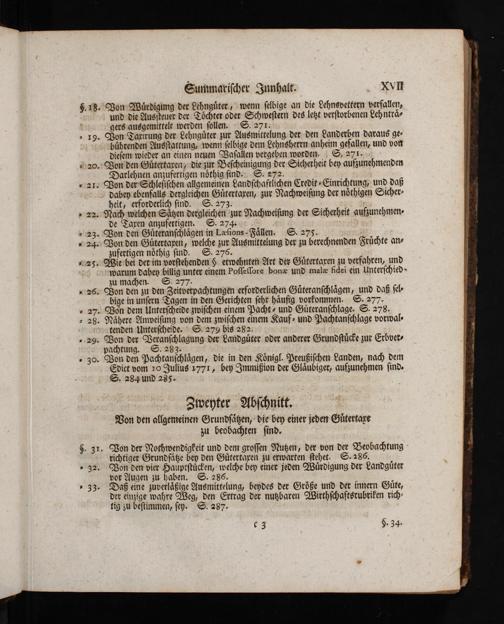 Summarischer Innhalt. XVII
§. 18. Von Würdigung der Lehngüter, wenn selbige an die Lehnsvettern verfallen,
und die Aussteuer der Töchter oder Schwestern des letzt verstorbenen Lehnträ-
gers ausgemittelt werden sollen. S. 271.
- 19. Von Taxirung der Lehngüter zur Ausmittelung der den Landerben daraus ge-
bührenden Ausstattung, wenn selbige dem Lehnsherrn anheim gefallen, und von
diesem wieder an einen neuen Vasallen vergeben worden. S. 271.
- 20. Von den Gütertaxen, die zur Bescheinigung der Sicherheit bey aufzunehmenden
Darlehnen anzufertigen nöthig sind. S. 272.
- 21. Von der Schlesischen allgemeinen Landschaftlichen Credit-Einrichtung, und daß
dabey ebenfalls dergleichen Gütertaxen, zur Nachweisung der nöthigen Sicher-
heit, erforderlich sind. S. 273.
- 22. Nach welchen Sätzen dergleichen zur Nachweisung der Sicherheit aufzunehmen-
de Taxen anzufertigen. S. 274.
- 23. Von den Güteranschlägen in Læsions-Fällen. S. 275.
- 24. Von den Gütertaxen, welche zur Ausmittelung der zu berechnenden Früchte an-
zufertigen nöthig sind. S. 276.
- 25. Wie bei der im vorstehenden § erwehnten Art der Gütertaxen zu verfahren, und
warum dabey billig unter einem Possessore bonæ und malæ fidei ein Unterschied
zu machen. S. 277.
- 26. Von den zu den Zeitverpachtungen erforderlichen Güteranschlägen, und daß sel-
bige in unsern Tagen in den Gerichten sehr häufig vorkommen. S. 277.
- 27. Von dem Unterscheide zwischen einem Pacht- und Güteranschlage. S. 278.
- 28. Nähere Anweisung von dem zwischen einem Kauf- und Pachtanschlage vorwal-
tenden Unterscheide. S. 279 bis 282.
- 29. Von der Veranschlagung der Landgüter oder anderer Grundstücke zur Erbver-
pachtung. S. 283.
- 30. Von den Pachtanschlägen, die in den Königl. Preußischen Landen, nach dem
Edict vom 10 Julius 1771, bey Immißion der Gläubiger, aufzunehmen sind.
S. 284 und 285.
Zweyter Abschnitt.
Von den allgemeinen Grundsätzen, die bey einer jeden Gütertaxe
zu beobachten sind.
§. 31. Von der Nothwendigkeit und dem grossen Nutzen, der von der Beobachtung
richtiger Grundsätze bey den Gütertaxen zu erwarten stehet. S. 286.
- 32. Von den vier Hauptstücken, welche bey einer jeden Würdigung der Landgüter
vor Augen zu haben. S. 286.
- 33. Daß eine zuverläßige Ausmittelung, beydes der Größe und der innern Güte,
der einzige wahre Weg, den Ertrag der nutzbaren Wirthschaftsrubriken rich-
tig zu bestimmen, sey. S. 287.
c 3 §. 34.